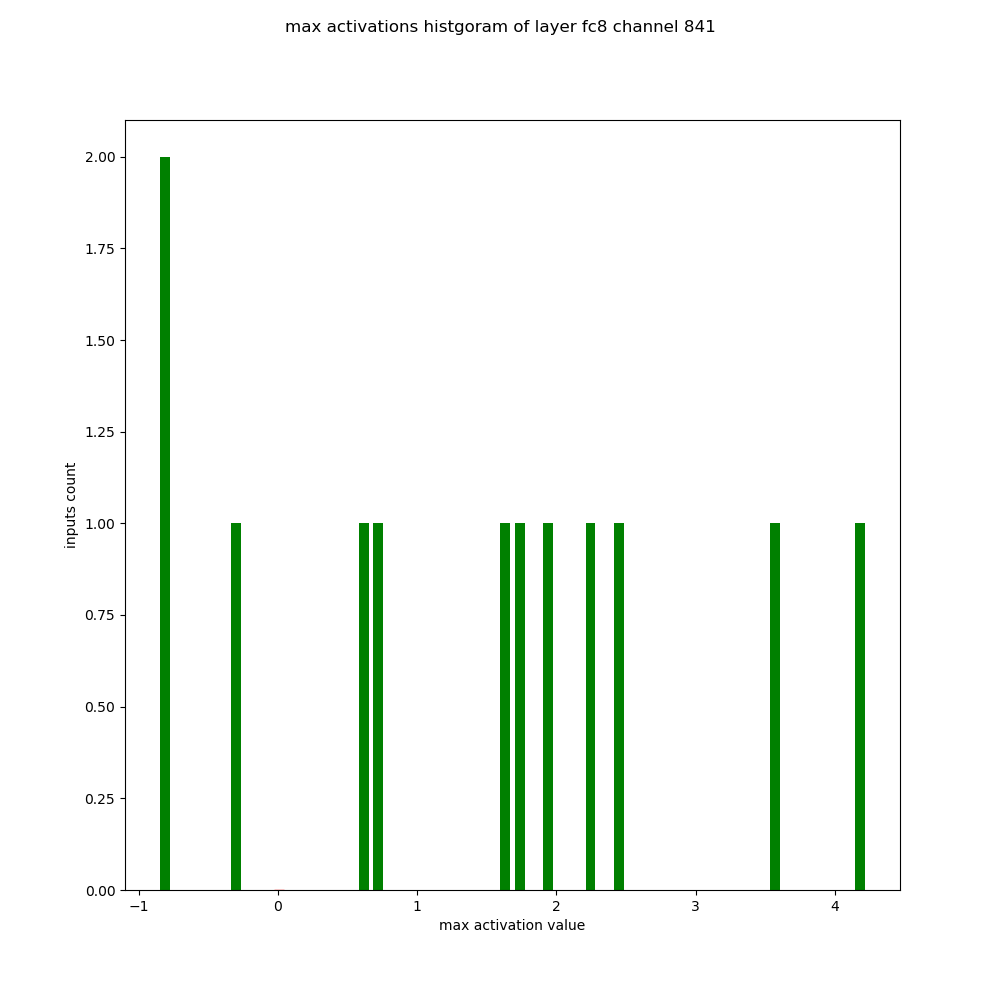 max activations histgoram of layer fc8 channel 841
2.00
1.75
1.50
1.25
1.00
0.75
0.50
0.25
0.00
inputs count
−1 0 1 2 3 4
max activation value